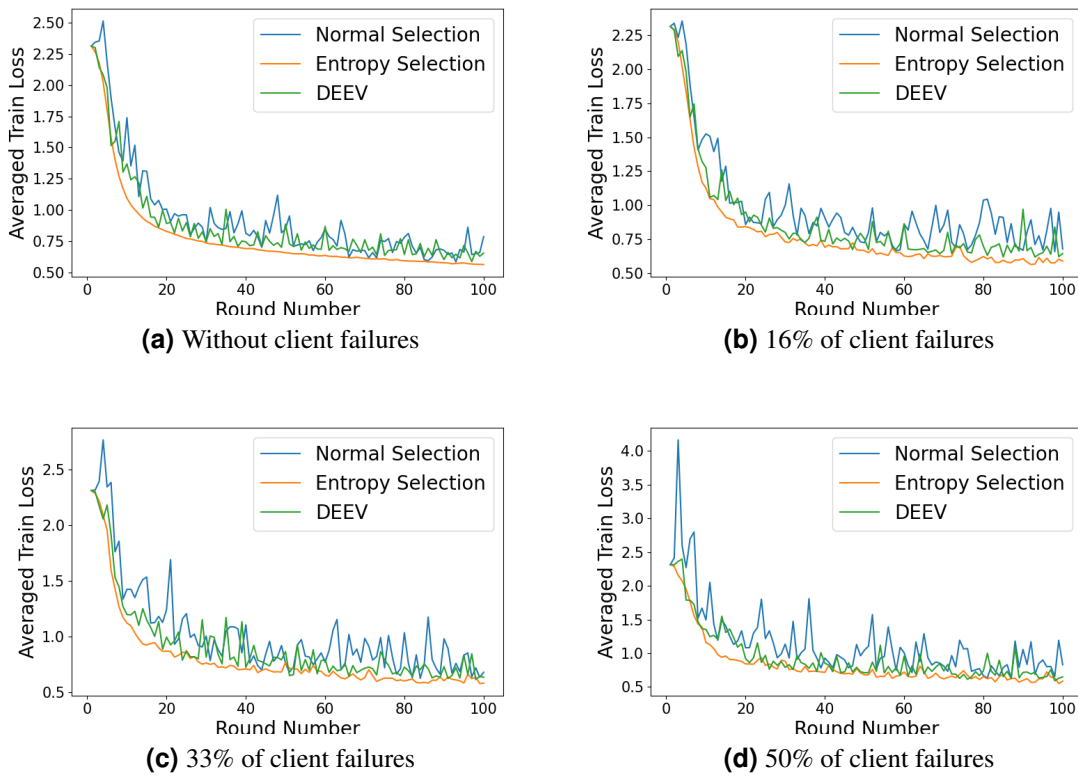 2.50
2.25
2.00
1.75
1.50
1.25
1.00
0.75
0.50
Averaged Train Loss
Normal Selection
Entropy Selection
DEEV
0 20 40 60 80 100
Round Number
(a) Without client failures
2.25
2.00
1.75
1.50
1.25
1.00
0.75
0.50
Averaged Train Loss
Normal Selection
Entropy Selection
DEEV
0 20 40 60 80 100
Round Number
(b) 16% of client failures
2.5
2.0
1.5
1.0
0.5
Averaged Train Loss
Normal Selection
Entropy Selection
DEEV
0 20 40 60 80 100
Round Number
(c) 33% of client failures
4.0
3.5
3.0
2.5
2.0
1.5
1.0
0.5
Averaged Train Loss
Normal Selection
Entropy Selection
DEEV
0 20 40 60 80 100
Round Number
(d) 50% of client failures